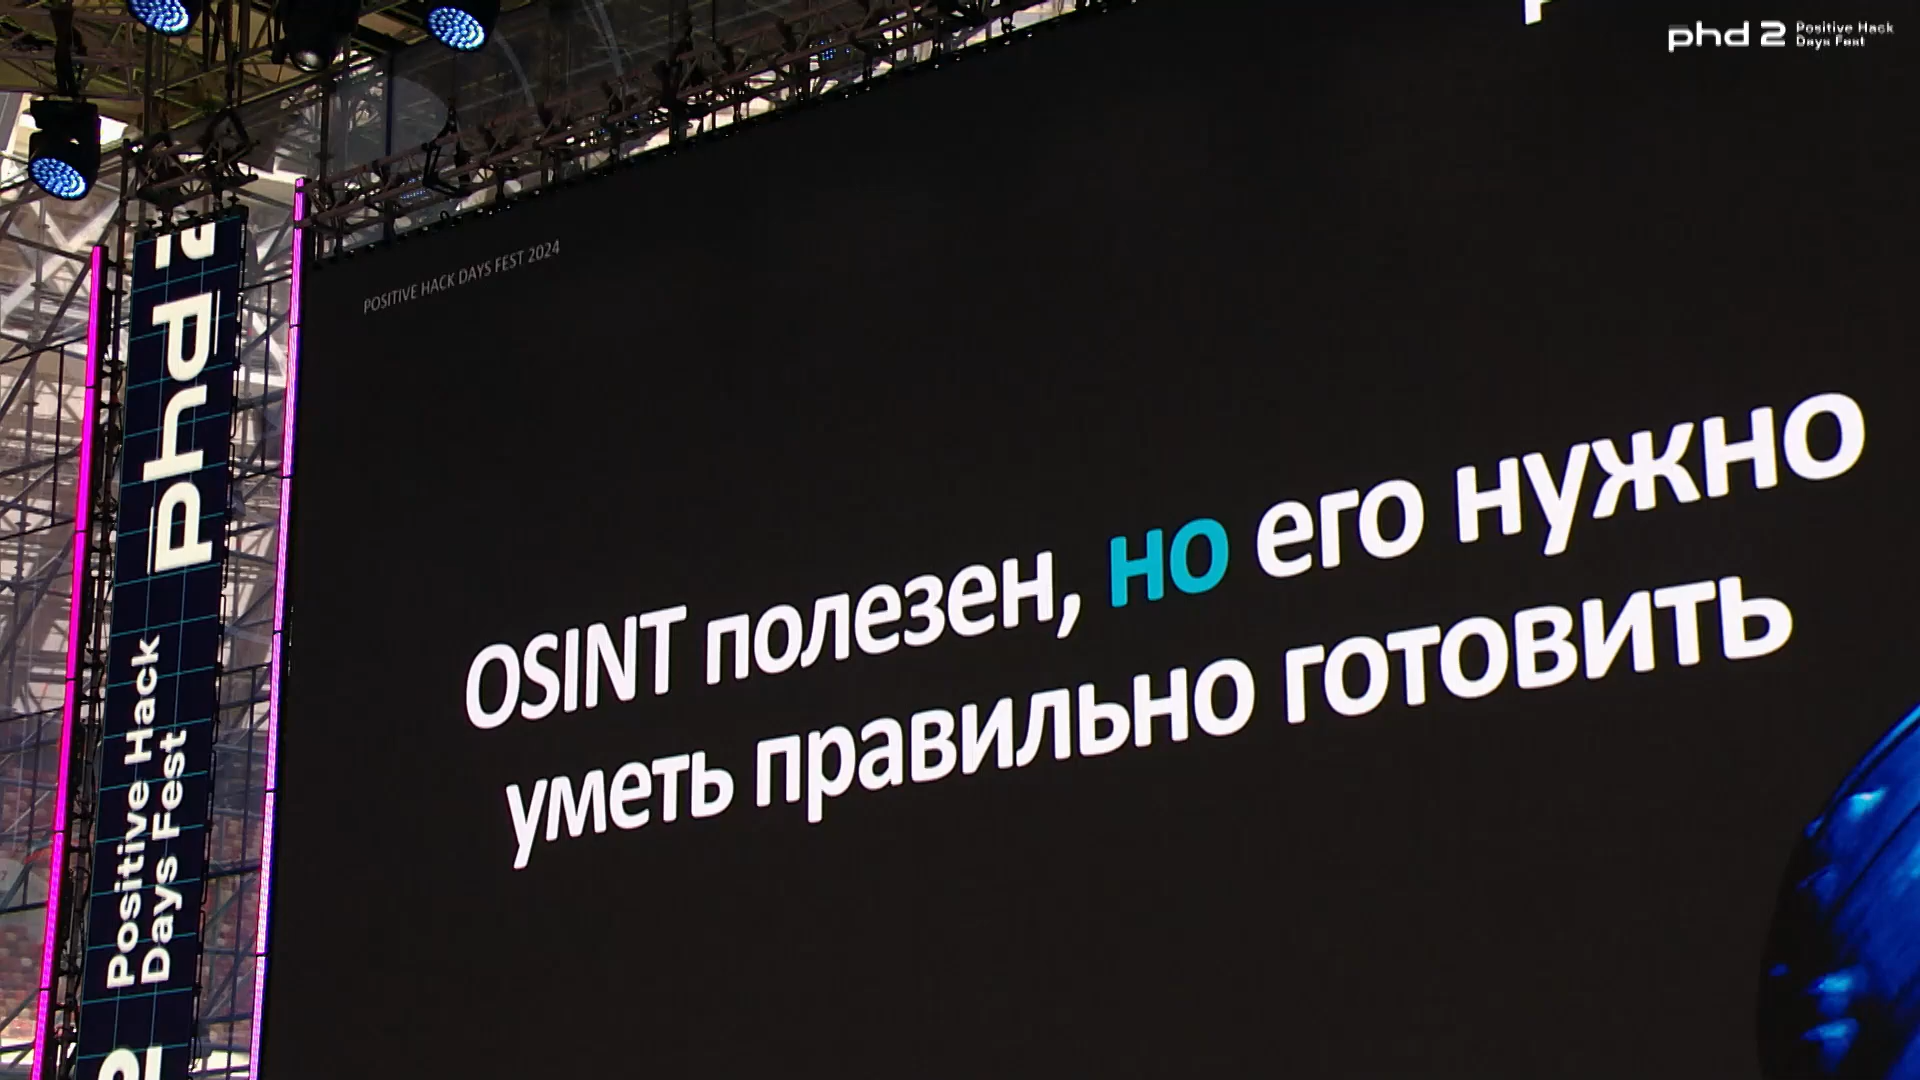 phd 2 Positive Hack
Days Fest
POSITIVE HACK DAYS FEST 2024
OSINT полезен, но его нужно
уметь правильно готовить
phd 2
Positive Hack
Days Fest